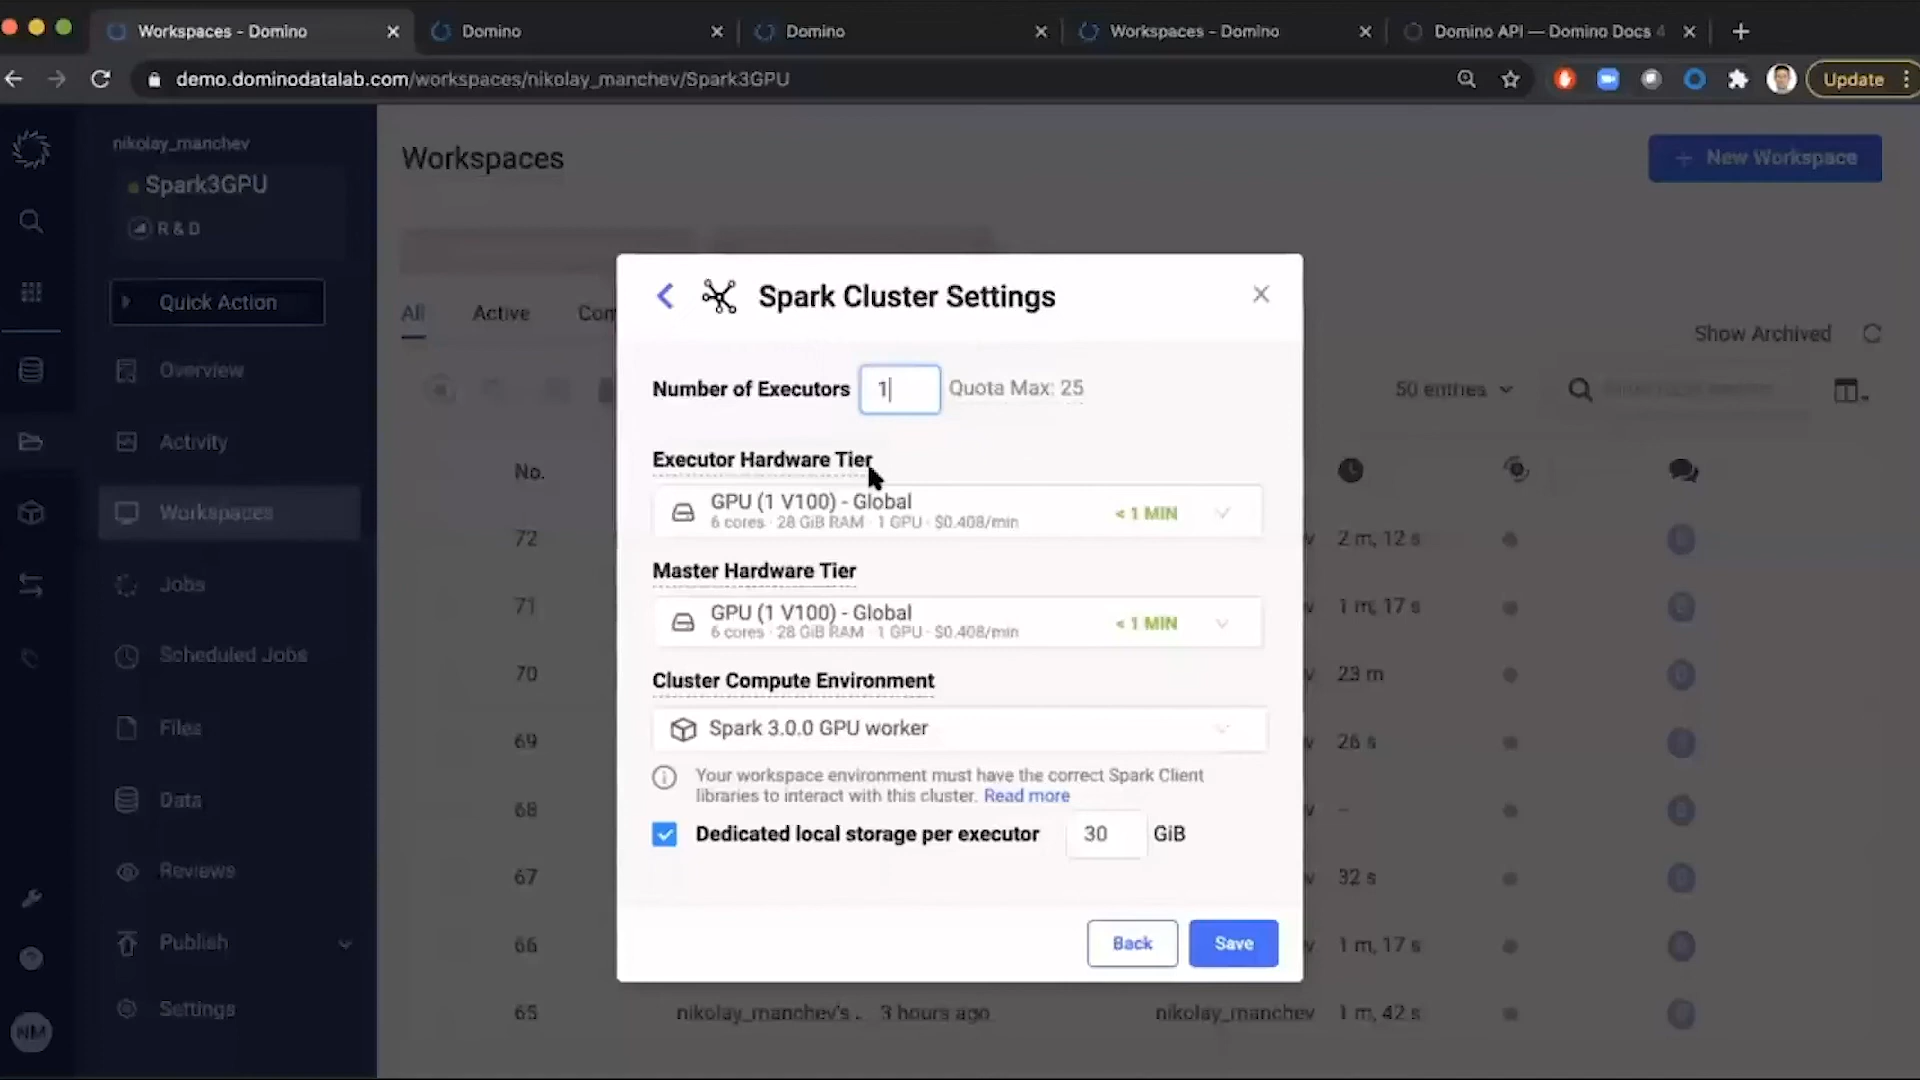 Workspaces - Domino
Domino
Domino
Workspaces - Domino
Domino API — Domino Docs 4
demo.dominodatalab.com/workspaces/nikolay_manchev/Spark3GPU
Update
nikolay_manchev
Spark3GPU
R & D
Quick Action
Overview
Activity
Workspaces
Jobs
Scheduled Jobs
Files
Data
Reviews
Publish
Settings
NM
Workspaces
+ New Workspace
All
Active
Com
Show Archived
50 entries
No.
72
2 m, 12 s
71
1 m, 17 s
70
23 m
69
26 s
68
–
67
32 s
66
1 m, 17 s
65
nikolay_manchev's .
3 hours ago
nikolay_manchev
1 m, 42 s
Spark Cluster Settings
Number of Executors 1 Quota Max: 25
Executor Hardware Tier
GPU (1 V100) - Global
6 cores · 28 GiB RAM · 1 GPU · $0.408/min
< 1 MIN
Master Hardware Tier
GPU (1 V100) - Global
6 cores · 28 GiB RAM · 1 GPU · $0.408/min
< 1 MIN
Cluster Compute Environment
Spark 3.0.0 GPU worker
Your workspace environment must have the correct Spark Client
libraries to interact with this cluster. Read more
Dedicated local storage per executor 30 GiB
Back
Save